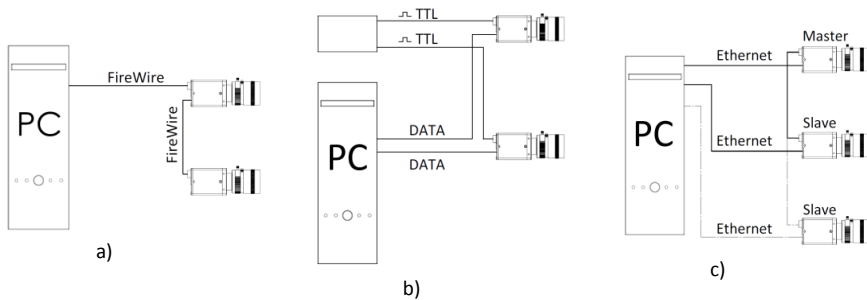 PC
FireWire
FireWire
a)
TTL
TTL
DATA
DATA
PC
b)
Master
Ethernet
Slave
Ethernet
PC
Slave
Ethernet
c)